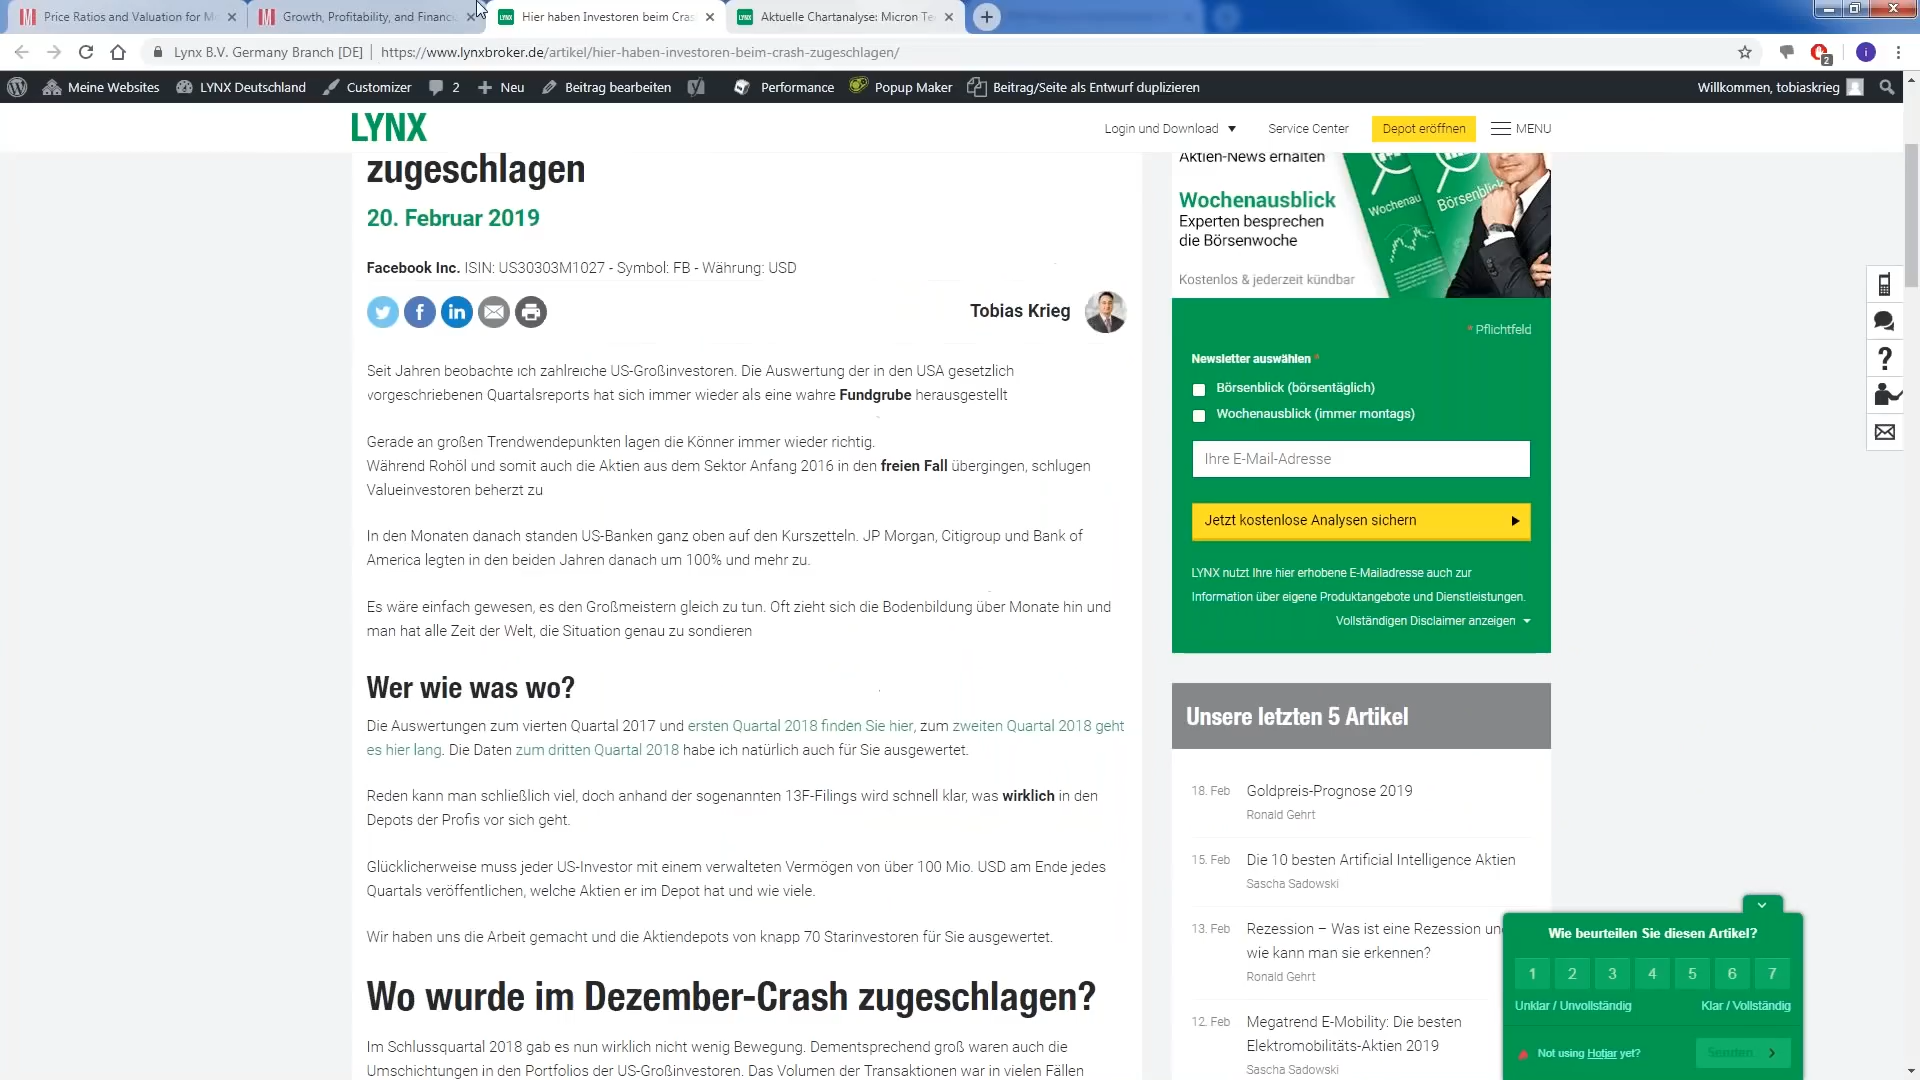 Price Ratios and Valuation for M
Growth, Profitability, and Financi
Hier haben Investoren beim Cras
Aktuelle Chartanalyse: Micron Te
Lynx B.V. Germany Branch [DE] | https://www.lynxbroker.de/artikel/hier-haben-investoren-beim-crash-zugeschlagen/
2
Meine Websites
LYNX Deutschland
Customizer
2
Neu
Beitrag bearbeiten
Performance
Popup Maker
Beitrag/Seite als Entwurf duplizieren
Willkommen, tobiaskrieg
LYNX
Login und Download
Service Center
Depot eröffnen
MENU
zugeschlagen
20. Februar 2019
Facebook Inc. ISIN: US30303M1027 - Symbol: FB - Währung: USD
Tobias Krieg
Seit Jahren beobachte ich zahlreiche US-Großinvestoren. Die Auswertung der in den USA gesetzlich
vorgeschriebenen Quartalsreports hat sich immer wieder als eine wahre Fundgrube herausgestellt
Gerade an großen Trendwendepunkten lagen die Könner immer wieder richtig.
Während Rohöl und somit auch die Aktien aus dem Sektor Anfang 2016 in den freien Fall übergingen, schlugen
Valueinvestoren beherzt zu
In den Monaten danach standen US-Banken ganz oben auf den Kurszetteln. JP Morgan, Citigroup und Bank of
America legten in den beiden Jahren danach um 100% und mehr zu.
Es wäre einfach gewesen, es den Großmeistern gleich zu tun. Oft zieht sich die Bodenbildung über Monate hin und
man hat alle Zeit der Welt, die Situation genau zu sondieren
Wer wie was wo?
Die Auswertungen zum vierten Quartal 2017 und ersten Quartal 2018 finden Sie hier, zum zweiten Quartal 2018 geht
es hier lang. Die Daten zum dritten Quartal 2018 habe ich natürlich auch für Sie ausgewertet.
Reden kann man schließlich viel, doch anhand der sogenannten 13F-Filings wird schnell klar, was wirklich in den
Depots der Profis vor sich geht.
Glücklicherweise muss jeder US-Investor mit einem verwalteten Vermögen von über 100 Mio. USD am Ende jedes
Quartals veröffentlichen, welche Aktien er im Depot hat und wie viele.
Wir haben uns die Arbeit gemacht und die Aktiendepots von knapp 70 Starinvestoren für Sie ausgewertet.
Wo wurde im Dezember-Crash zugeschlagen?
Im Schlussquartal 2018 gab es nun wirklich nicht wenig Bewegung. Dementsprechend groß waren auch die
Umschichtungen in den Portfolios der US-Großinvestoren. Das Volumen der Transaktionen war in vielen Fällen
Aktien-News erhalten
Wochenausblick
Experten besprechen
die Börsenwoche
Kostenlos & jederzeit kündbar
Wochenau
Börsenblick
* Pflichtfeld
Newsletter auswählen *
Börsenblick (börsentäglich)
Wochenausblick (immer montags)
Ihre E-Mail-Adresse
Jetzt kostenlose Analysen sichern
LYNX nutzt Ihre hier erhobene E-Mailadresse auch zur
Information über eigene Produktangebote und Dienstleistungen.
Vollständigen Disclaimer anzeigen
Unsere letzten 5 Artikel
18. Feb Goldpreis-Prognose 2019
Ronald Gehrt
15. Feb Die 10 besten Artificial Intelligence Aktien
Sascha Sadowski
13. Feb Rezession – Was ist eine Rezession un
wie kann man sie erkennen?
Ronald Gehrt
12. Feb Megatrend E-Mobility: Die besten
Elektromobilitäts-Aktien 2019
Sascha Sadowski
Wie beurteilen Sie diesen Artikel?
1 2 3 4 5 6 7
Unklar / Unvollständig
Klar / Vollständig
Not using Hotjar yet?
Senden